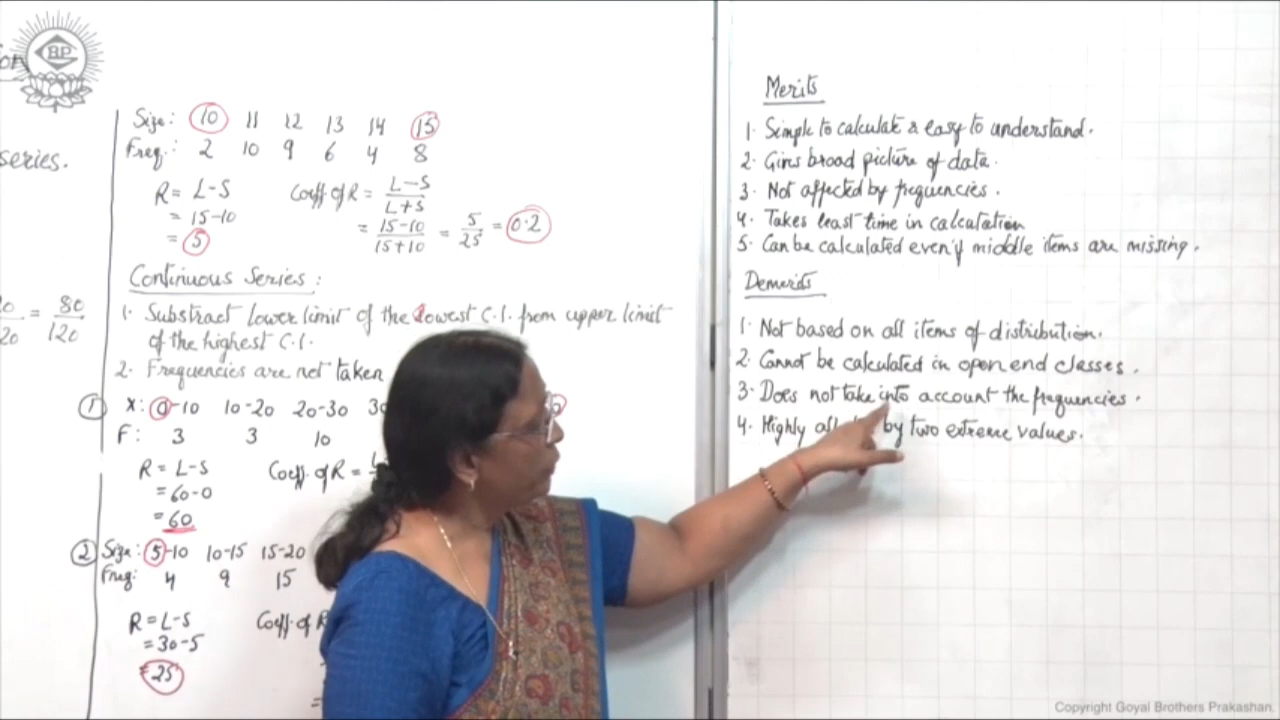 GBP
series.
80
120
Size: 10 11 12 13 14 15
Freq.: 2 10 9 6 4 8
R = L-S
= 15-10
= 5
Coeff of R = L-S
L+S
= 15-10 = 5 = 0.2
15+10 25
Continuous Series:
1. Substract lower limit of the lowest C.I. from upper limit
of the highest C.I.
2. Frequencies are not taken
1 X: 0-10 10-20 20-30
F: 3 3 10
R = L-S
= 60-0
= 60
Coeff. of R =
2 Size: 5-10 10-15 15-20
Freq: 4 9 15
R = L-S
= 30-5
= 25
Coeff. of R
Merits
1. Simple to calculate & easy to understand.
2. Gives broad picture of data.
3. Not affected by frequencies.
4. Takes least time in calculation
5. Can be calculated even if middle items are missing.
Demerits
1. Not based on all items of distribution.
2. Cannot be calculated in open end classes.
3. Does not take into account the frequencies.
4. Highly by two extreme values.
Copyright Goyal Brothers Prakashan.